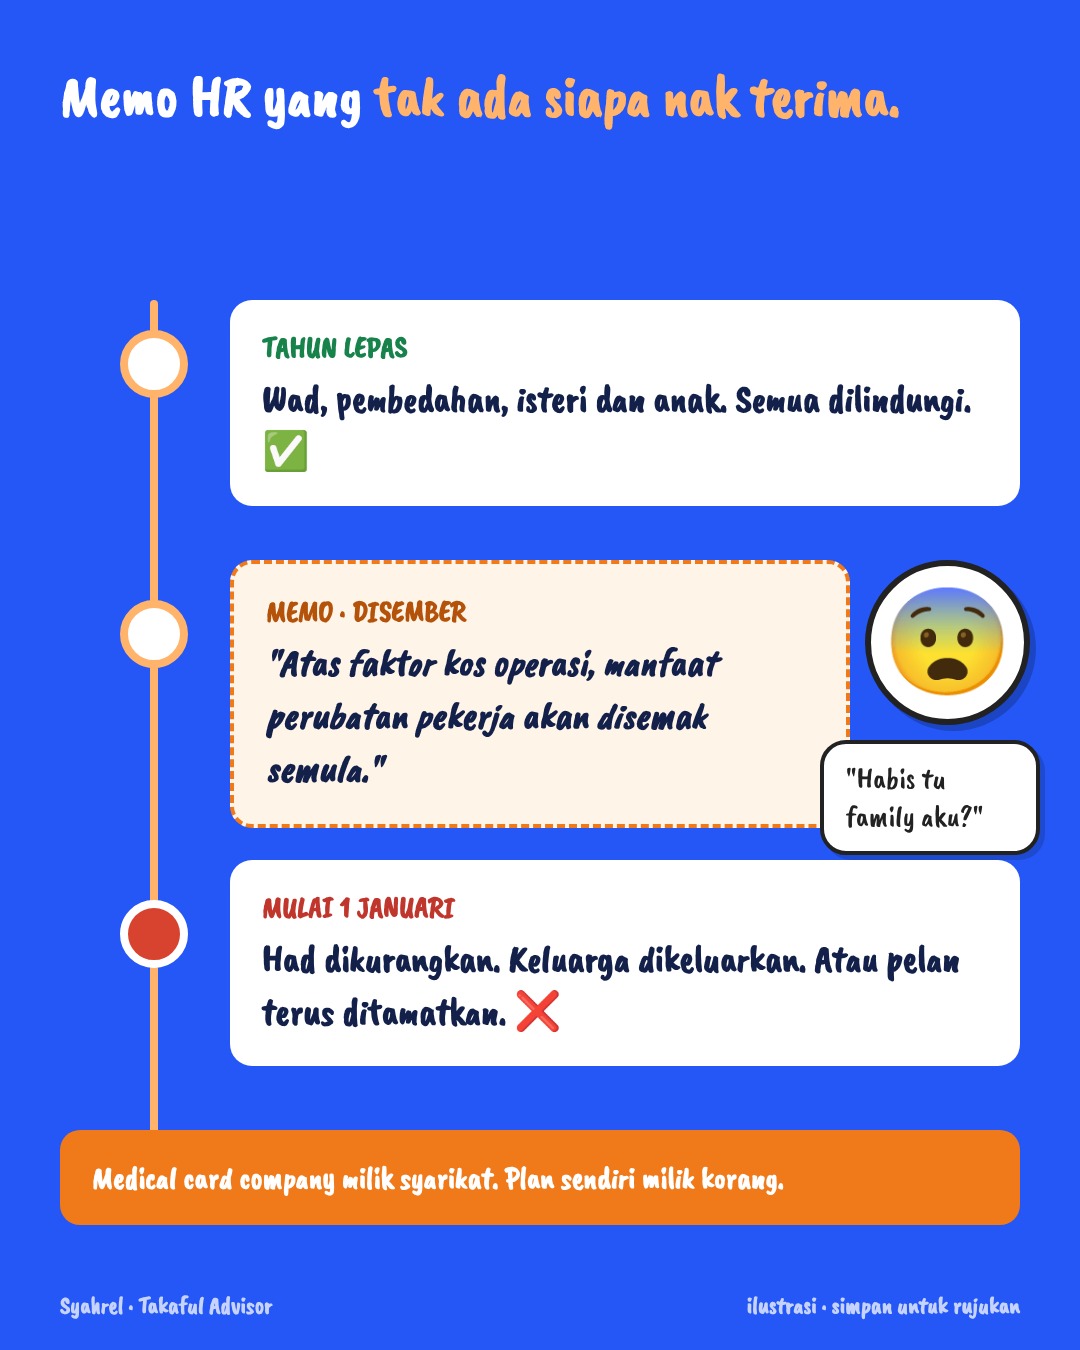 Memo HR yang tak ada siapa nak terima.
TAHUN LEPAS
Wad, pembedahan, isteri dan anak. Semua dilindungi.
✅
MEMO · DISEMBER
"Atas faktor kos operasi, manfaat
perubatan pekerja akan disemak
semula."
"Habis tu
family aku?"
MULAI 1 JANUARI
Had dikurangkan. Keluarga dikeluarkan. Atau pelan
terus ditamatkan. ❌
Medical card company milik syarikat. Plan sendiri milik korang.
Syahrel · Takaful Advisor
ilustrasi · simpan untuk rujukan